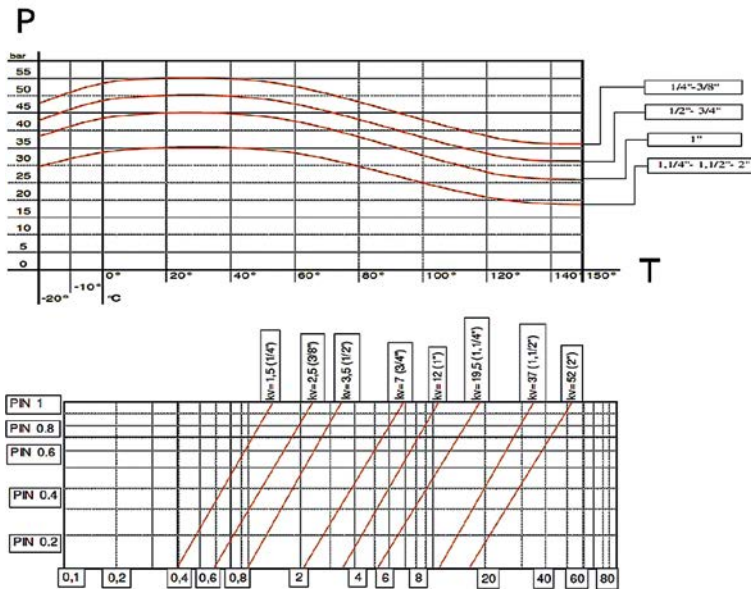 P
bar
55
50
45
40
35
30
25
20
15
10
5
0
1/4"-3/8"
1/2"- 3/4"
1"
1,1/4"- 1,1/2"- 2"
0° 20° 40° 60° 80° 100° 120° 140° 150° T
-20° -10° °C
kv=1,5 (1/4") kv=2,5 (3'8") kv=3,5 (1/2') kv=7 (3/4") kv=12 (1") kv=19,5 (1,1/4") kv=37 (1,1/2") kv=52 (2")
PIN 1
PIN 0.8
PIN 0.6
PIN 0.4
PIN 0.2
0,1 0,2 0,4 0,6 0,8 2 4 6 8 20 40 60 80